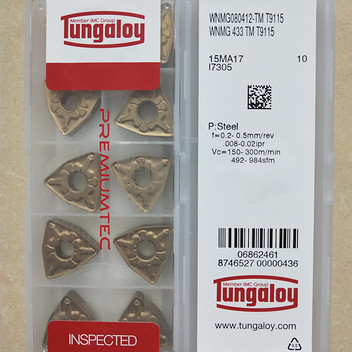 Member IMC Group
Tungaloy
PREMIUMTEC
INSPECTED
WNMG080412-TM T9115
WNMG 433 TM T9115
15MA17 10
I7305
P:Steel
f=0.2- 0.5mm/rev
.008-0.02ipr
Vc=150- 300m/min
492- 984sfm
06862461
8746527 00000436
Member IMC Group
Tungaloy
www.tungaloy.com